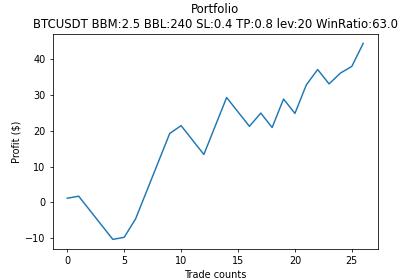 Portfolio
BTCUSDT BBM:2.5 BBL:240 SL:0.4 TP:0.8 lev:20 WinRatio:63.0
40
30
20
10
0
−10
Profit ($)
0 5 10 15 20 25
Trade counts